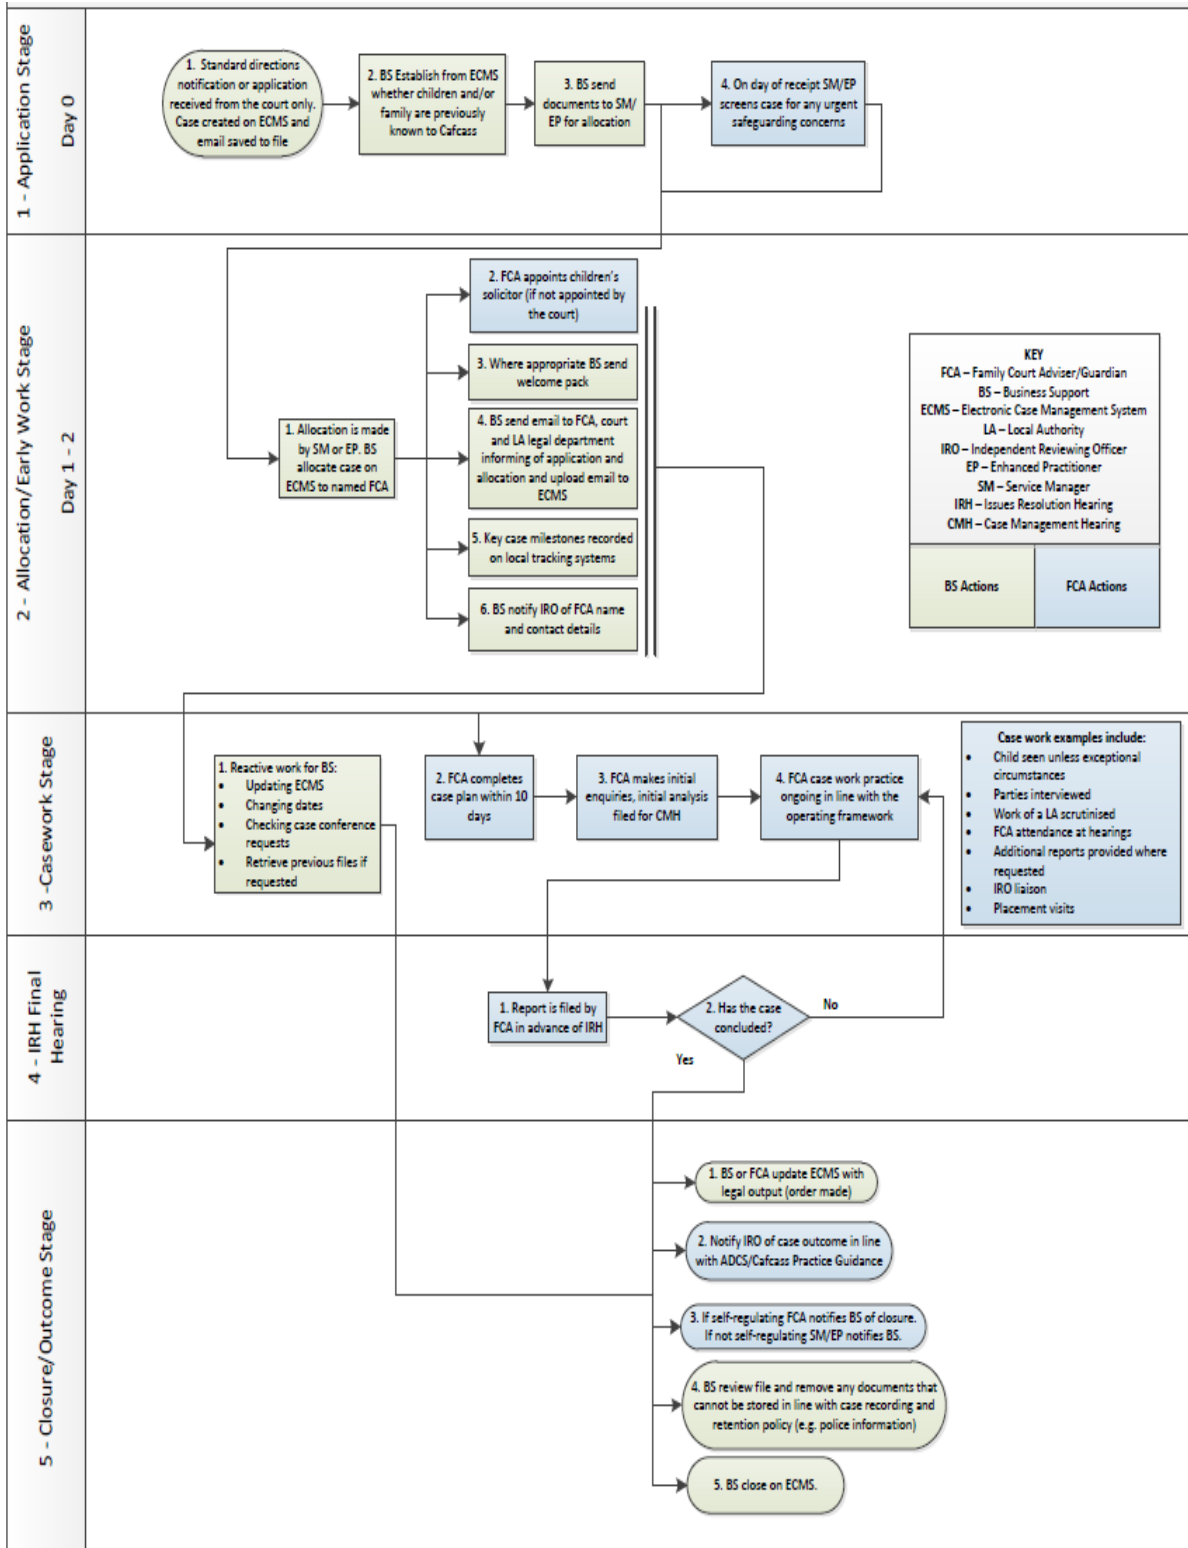 1 - Application Stage
Day 0
1. Standard directions
notification or application
received from the court only.
Case created on ECMS and
email saved to file
2. BS Establish from ECMS
whether children and/or
family are previously
known to Cafcass
3. BS send
documents to SM/
EP for allocation
4. On day of receipt SM/EP
screens case for any urgent
safeguarding concerns
2 - Allocation/Early Work Stage
Day 1 - 2
1. Allocation is made
by SM or EP. BS
allocate case on
ECMS to named FCA
2. FCA appoints children's
solicitor (if not appointed by
the court)
3. Where appropriate BS send
welcome pack
4. BS send email to FCA, court
and LA legal department
informing of application and
allocation and upload email to
ECMS
5. Key case milestones recorded
on local tracking systems
6. BS notify IRO of FCA name
and contact details
KEY
FCA – Family Court Adviser/Guardian
BS – Business Support
ECMS – Electronic Case Management System
LA – Local Authority
IRO – Independent Reviewing Officer
EP – Enhanced Practitioner
SM – Service Manager
IRH – Issues Resolution Hearing
CMH – Case Management Hearing
BS Actions
FCA Actions
3 -Casework Stage
1. Reactive work for BS:
• Updating ECMS
• Changing dates
• Checking case conference
requests
• Retrieve previous files if
requested
2. FCA completes
case plan within 10
days
3. FCA makes initial
enquiries, initial analysis
filed for CMH
4. FCA case work practice
ongoing in line with the
operating framework
Case work examples include:
• Child seen unless exceptional
circumstances
• Parties interviewed
• Work of a LA scrutinised
• FCA attendance at hearings
• Additional reports provided where
requested
• IRO liaison
• Placement visits
4 - IRH Final
Hearing
1. Report is filed by
FCA in advance of IRH
2. Has the case
concluded?
No
Yes
5 - Closure/Outcome Stage
1. BS or FCA update ECMS with
legal output (order made)
2. Notify IRO of case outcome in line
with ADCS/Cafcass Practice Guidance
3. If self-regulating FCA notifies BS of closure.
If not self-regulating SM/EP notifies BS.
4. BS review file and remove any documents that
cannot be stored in line with case recording and
retention policy (e.g. police information)
5. BS close on ECMS.